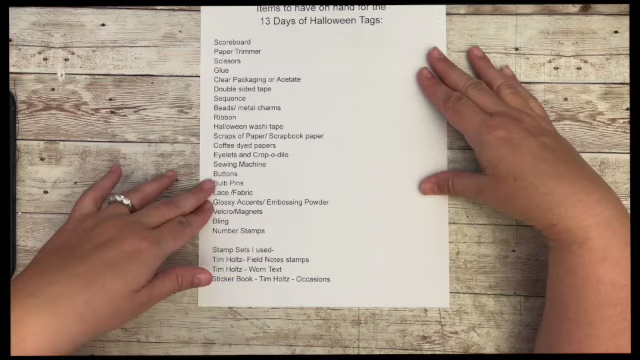 Items to have on hand for the
13 Days of Halloween Tags:
Scoreboard
Paper Trimmer
Scissors
Glue
Clear Packaging or Acetate
Double sided tape
Sequence
Beads/ metal charms
Ribbon
Halloween washi tape
Scraps of Paper/ Scrapbook paper
Coffee dyed papers
Eyelets and Crop-o-dile
Sewing Machine
Buttons
Bulb Pins
Lace /Fabric
Glossy Accents/ Embossing Powder
Velcro/Magnets
Bling
Number Stamps
Stamp Sets I used-
Tim Holtz- Field Notes stamps
Tim Holtz - Worn Text
Sticker Book - Tim Holtz - Occasions